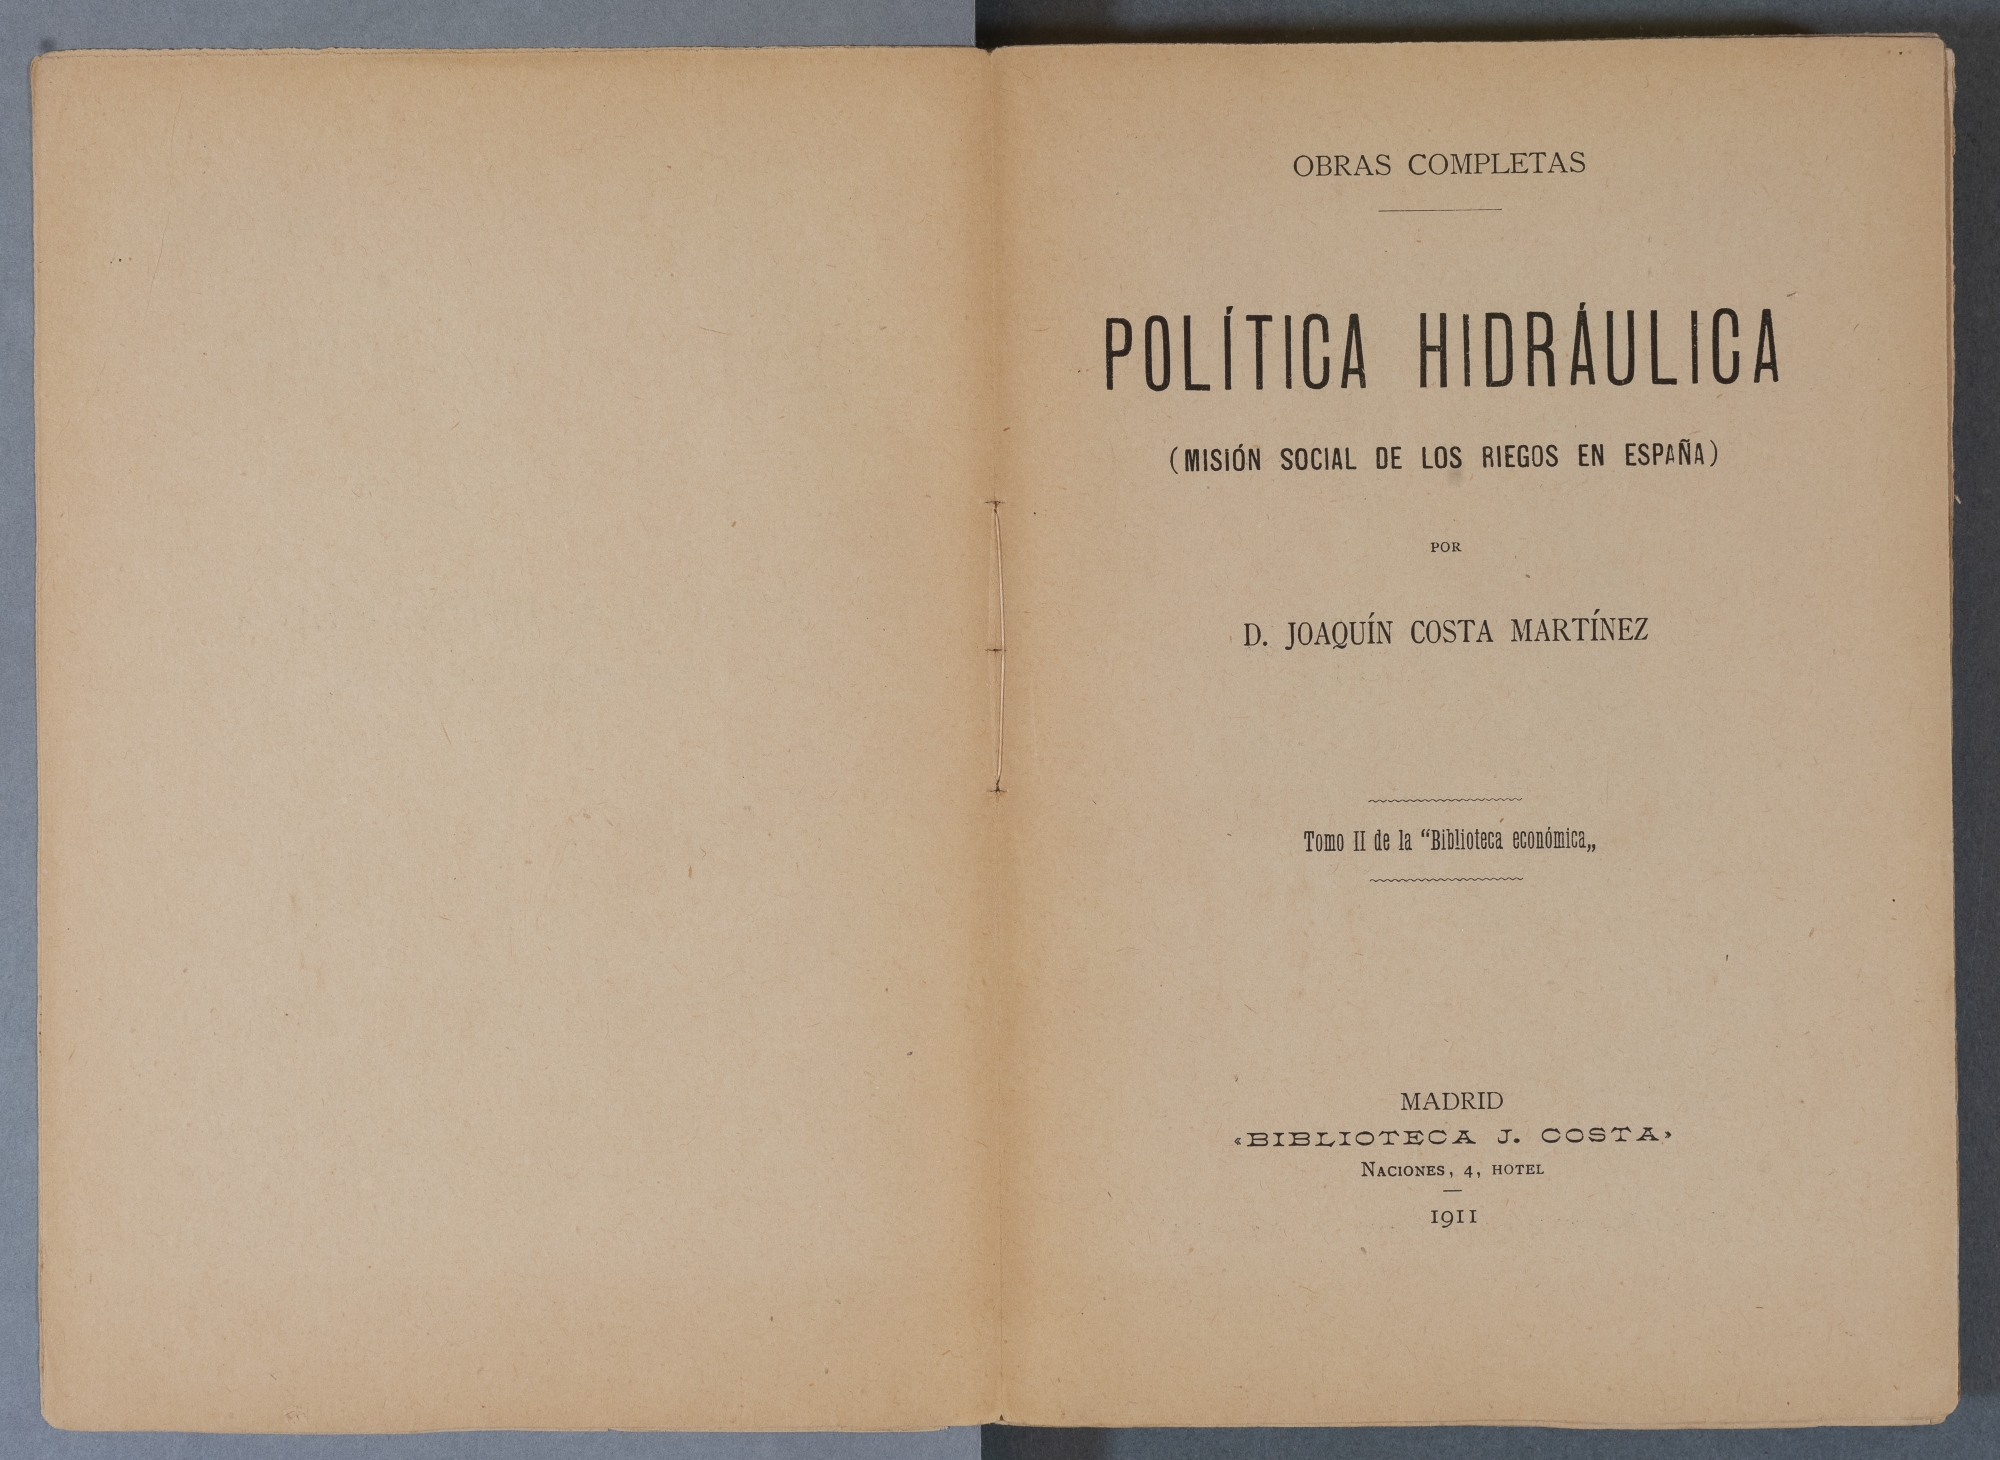 OBRAS COMPLETAS
POLÍTICA HIDRÁULICA
(MISIÓN SOCIAL DE LOS RIEGOS EN ESPAÑA)
POR
D. JOAQUÍN COSTA MARTÍNEZ
Tomo II de la “Biblioteca económica„
MADRID
«BIBLIOTECA J. COSTA»
NACIONES, 4, HOTEL
1911